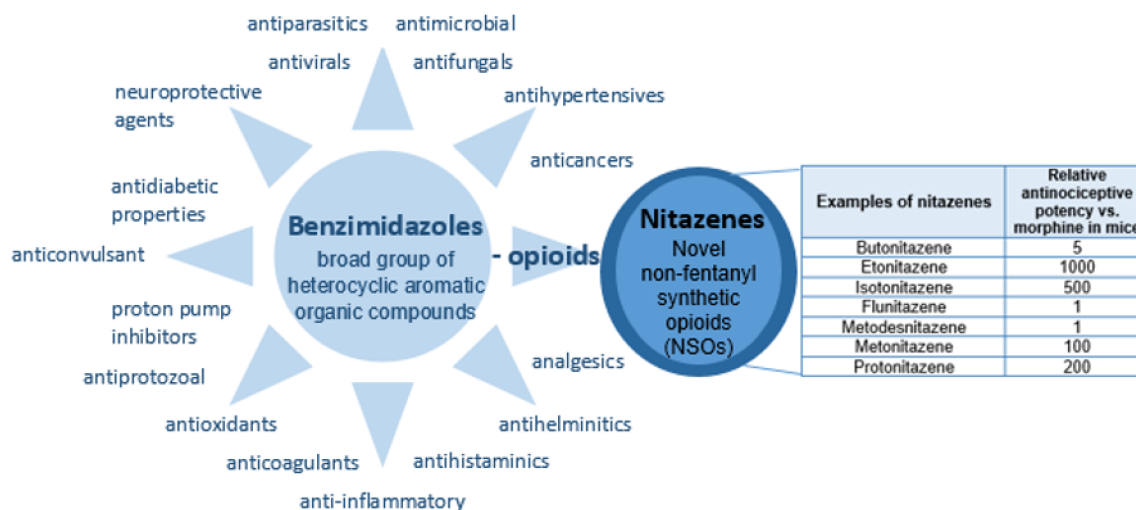 antiparasitics antimicrobial
antivirals antifungals
neuroprotective
agents
antihypertensives
anticancers
antidiabetic
properties
anticonvulsant
proton pump
inhibitors
antiprotozoal
antioxidants
anticoagulants
anti-inflammatory
antihistaminics
antihelminitics
analgesics
Benzimidazoles
broad group of
heterocyclic aromatic
organic compounds
- opioids
Nitazenes
Novel
non-fentanyl
synthetic
opioids
(NSOs)
Examples of nitazenes
Relative
antinociceptive
potency vs.
morphine in mice
Butonitazene 5
Etonitazene 1000
Isotonitazene 500
Flunitazene 1
Metodesnitazene 1
Metonitazene 100
Protonitazene 200